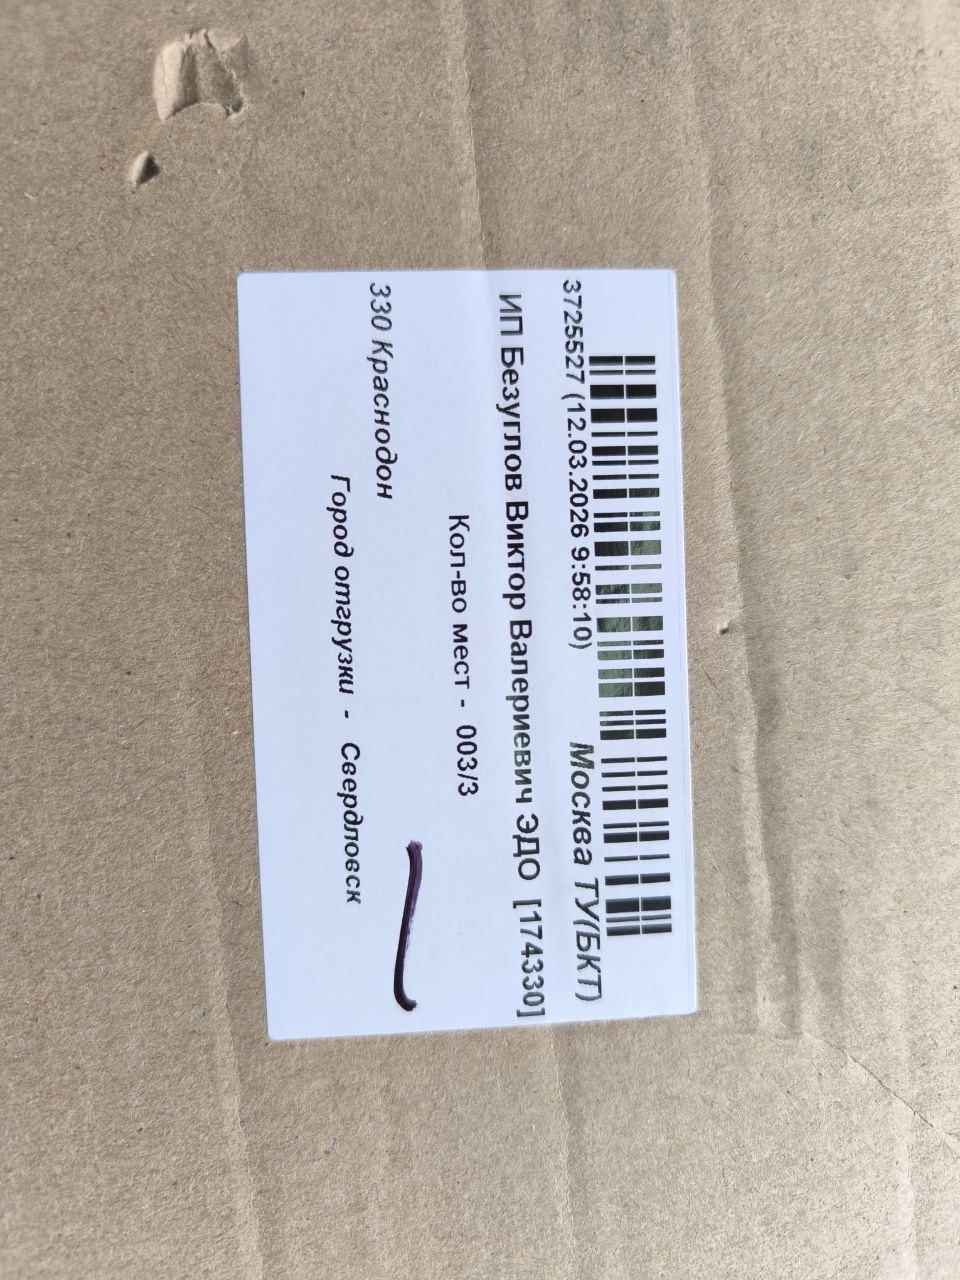 3725527 (12.03.2026 9:58:10) Москва ТУ(БКТ)
ИП Безуглов Виктор Валериевич ЭДО [174330]
Кол-во мест - 003/3
330 Краснодон
Город отгрузки - Свердловск